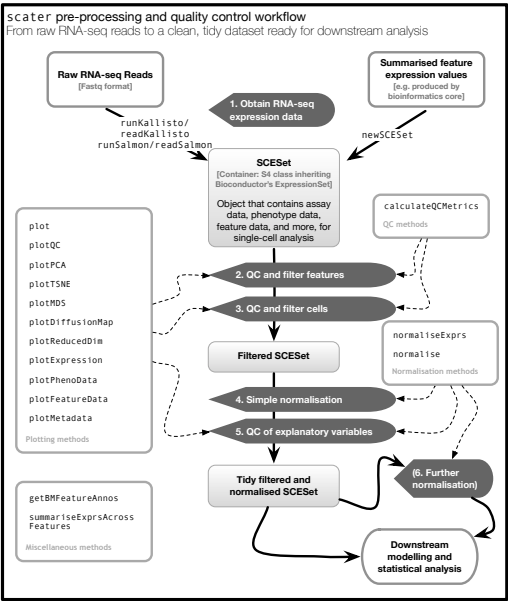 scater pre-processing and quality control workflow
From raw RNA-seq reads to a clean, tidy dataset ready for downstream analysis
Raw RNA-seq Reads
[Fastq format]
1. Obtain RNA-seq
expression data
Summarised feature
expression values
[e.g. produced by
bioinformatics core]
runKallisto/
readKallisto
runSalmon/readSalmon
newSCESet
SCESet
[Container: S4 class inheriting
Bioconductor's ExpressionSet]
Object that contains assay
data, phenotype data,
feature data, and more, for
single-cell analysis
calculateQCMetrics
QC methods
plot
plotQC
plotPCA
plotTSNE
plotMDS
plotDiffusionMap
plotReducedDim
plotExpression
plotPhenoData
plotFeatureData
plotMetadata
Plotting methods
2. QC and filter features
3. QC and filter cells
Filtered SCESet
normaliseExprs
normalise
Normalisation methods
4. Simple normalisation
5. QC of explanatory variables
Tidy filtered and
normalised SCESet
(6. Further
normalisation)
getBMFeatureAnnos
summariseExprsAcross
Features
Miscellaneous methods
Downstream
modelling and
statistical analysis